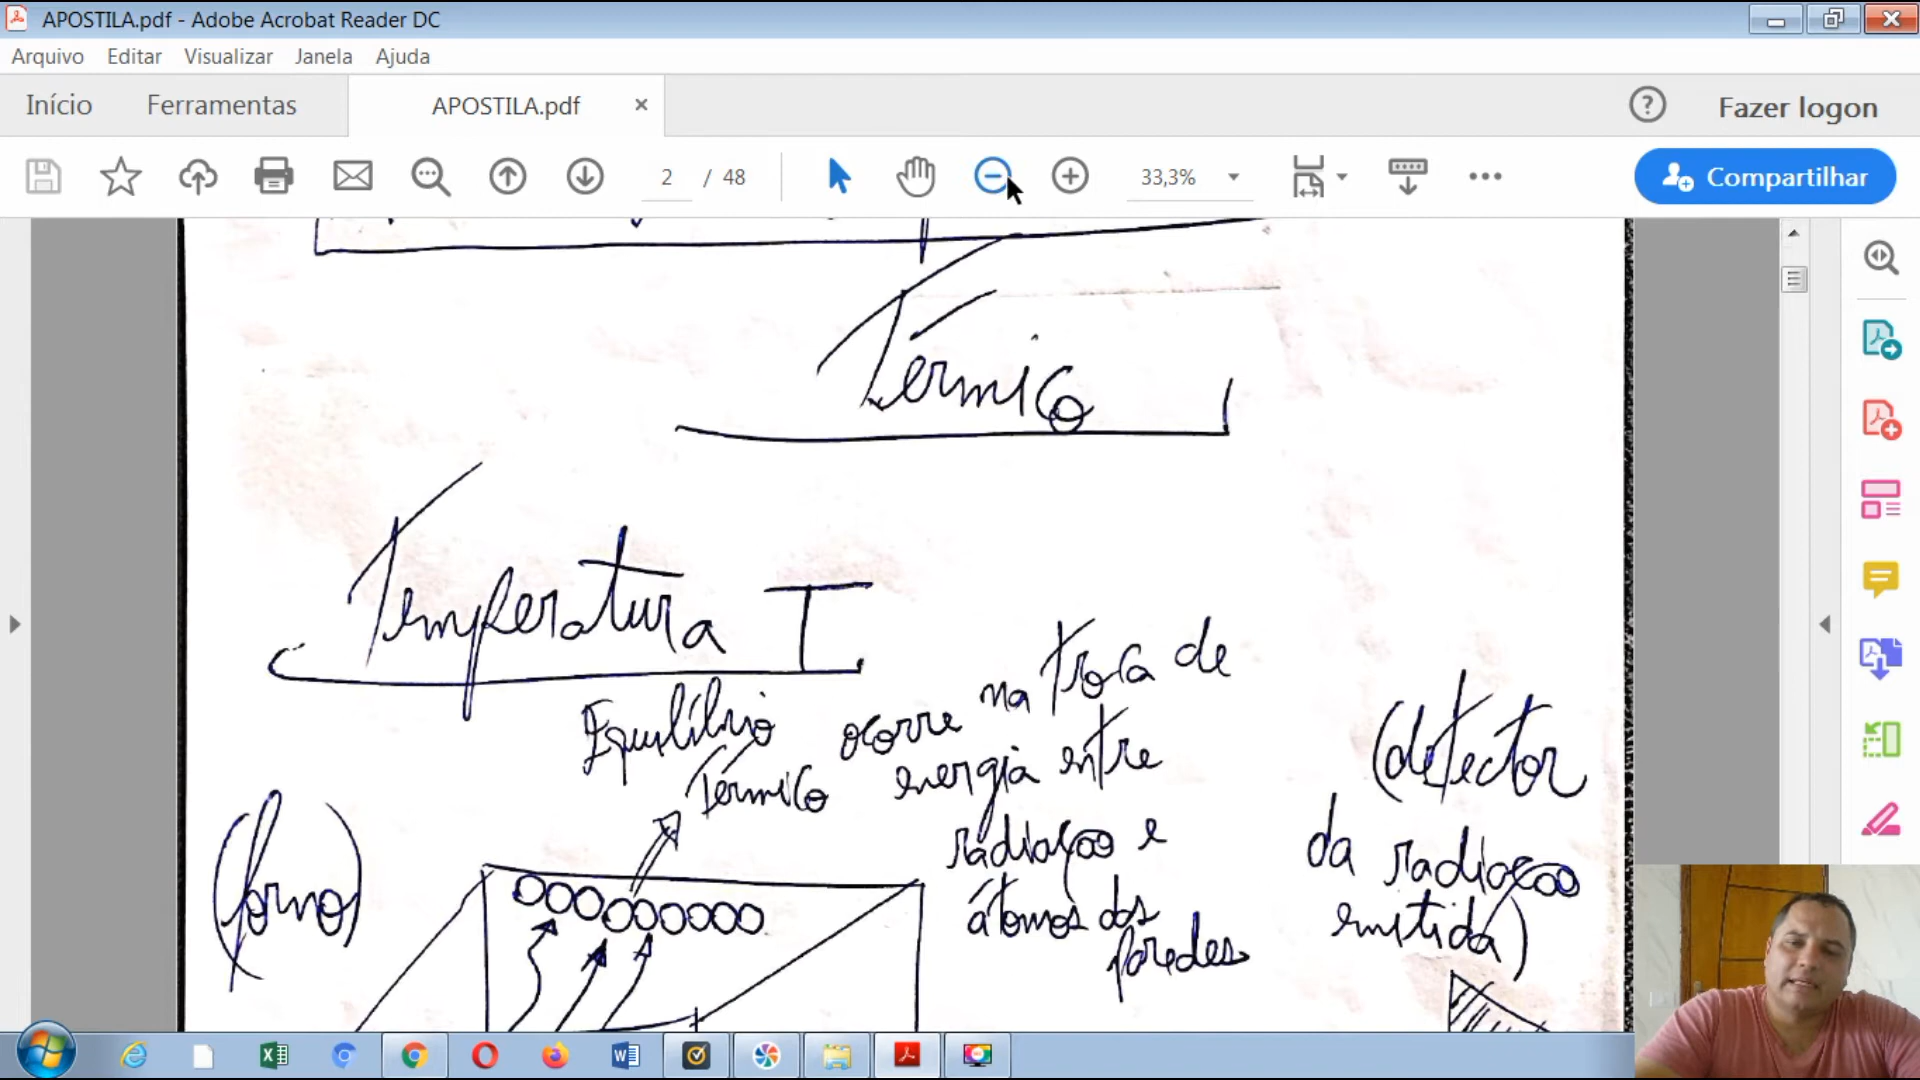 APOSTILA.pdf - Adobe Acrobat Reader DC
Arquivo Editar Visualizar Janela Ajuda
Início Ferramentas APOSTILA.pdf × ? Fazer logon
2 / 48 33,3% Compartilhar
Térmico
Temperatura T
Equilíbrio
Térmico
ocorre na troca de
energia entre
radiação e
átomos das
paredes
(detector
da radiação
emitida)
(forno)